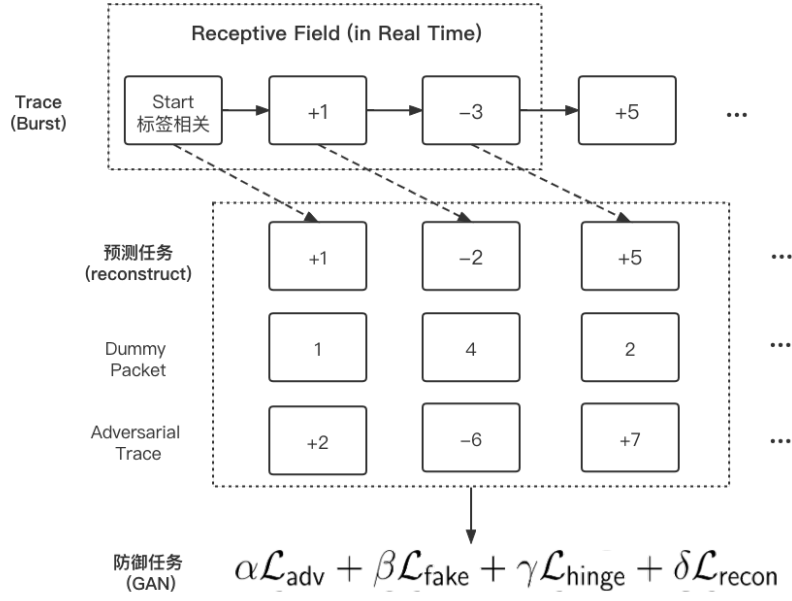 Receptive Field (in Real Time)
Trace
(Burst)
Start
标签相关
+1
−3
+5
...
预测任务
(reconstruct)
+1
−2
+5
...
Dummy
Packet
1
4
2
...
Adversarial
Trace
+2
−6
+7
...
防御任务
(GAN)
αℒadv + βℒfake + γℒhinge + δℒrecon